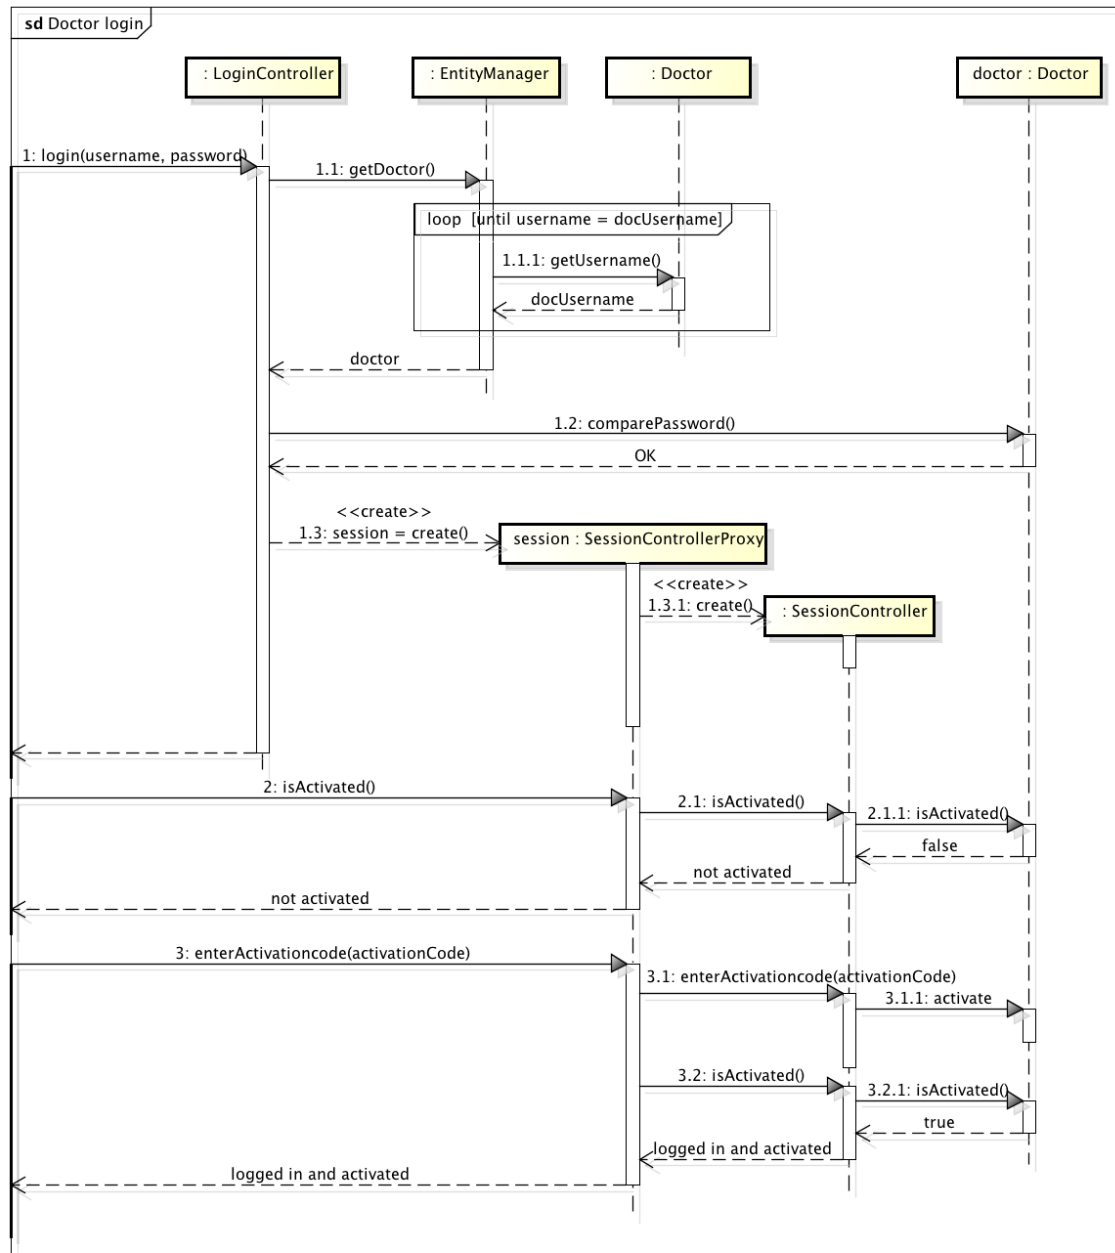 sd Doctor login
: LoginController
: EntityManager
: Doctor
doctor : Doctor
1: login(username, password)
1.1: getDoctor()
loop [until username = docUsername]
1.1.1: getUsername()
docUsername
doctor
1.2: comparePassword()
OK
<<create>>
1.3: session = create()
session : SessionControllerProxy
<<create>>
1.3.1: create()
: SessionController
2: isActivated()
2.1: isActivated()
2.1.1: isActivated()
false
not activated
not activated
3: enterActivationcode(activationCode)
3.1: enterActivationcode(activationCode)
3.1.1: activate
3.2: isActivated()
3.2.1: isActivated()
true
logged in and activated
logged in and activated